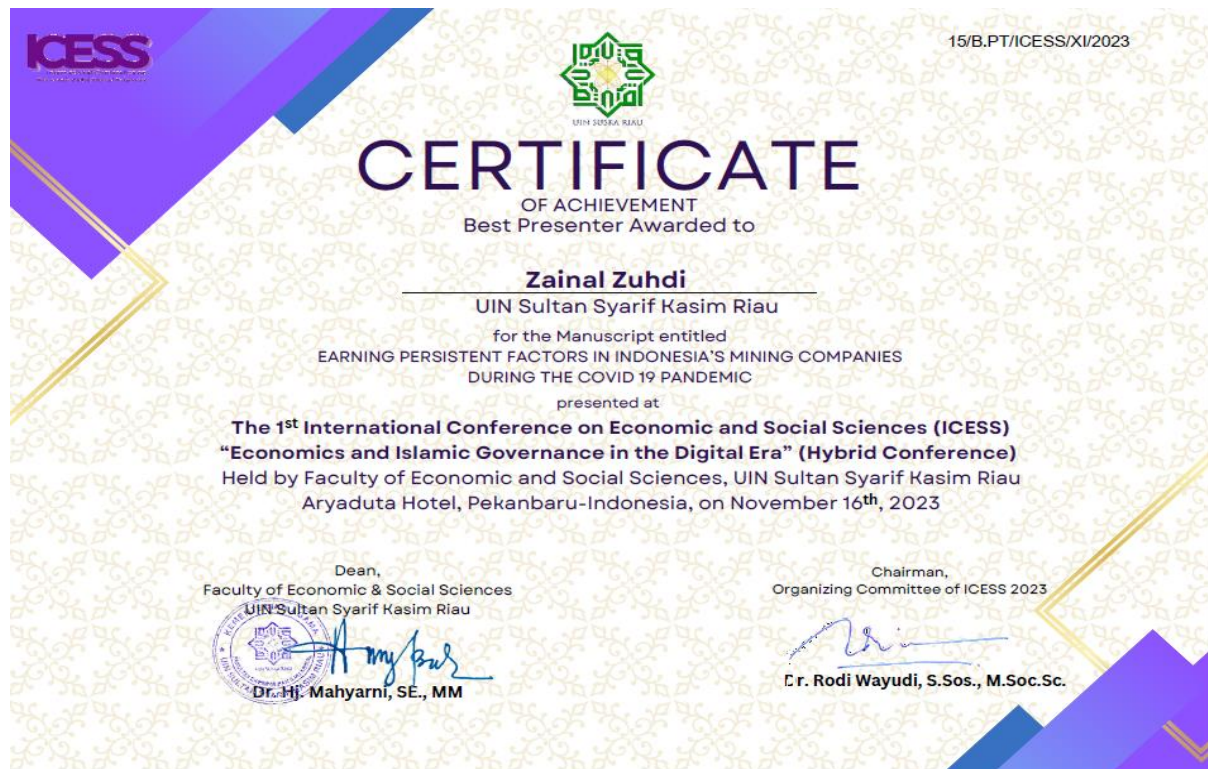 ICESS
15/B.PT/ICESS/XI/2023
UIN SUSKA RIAU
CERTIFICATE
OF ACHIEVEMENT
Best Presenter Awarded to
Zainal Zuhdi
UIN Sultan Syarif Kasim Riau
for the Manuscript entitled
EARNING PERSISTENT FACTORS IN INDONESIA'S MINING COMPANIES
DURING THE COVID 19 PANDEMIC
presented at
The 1st International Conference on Economic and Social Sciences (ICESS)
“Economics and Islamic Governance in the Digital Era” (Hybrid Conference)
Held by Faculty of Economic and Social Sciences, UIN Sultan Syarif Kasim Riau
Aryaduta Hotel, Pekanbaru-Indonesia, on November 16th, 2023
Dean,
Faculty of Economic & Social Sciences
UIN Sultan Syarif Kasim Riau
Dr. Hj. Mahyarni, SE., MM
Chairman,
Organizing Committee of ICESS 2023
Dr. Rodi Wayudi, S.Sos., M.Soc.Sc.